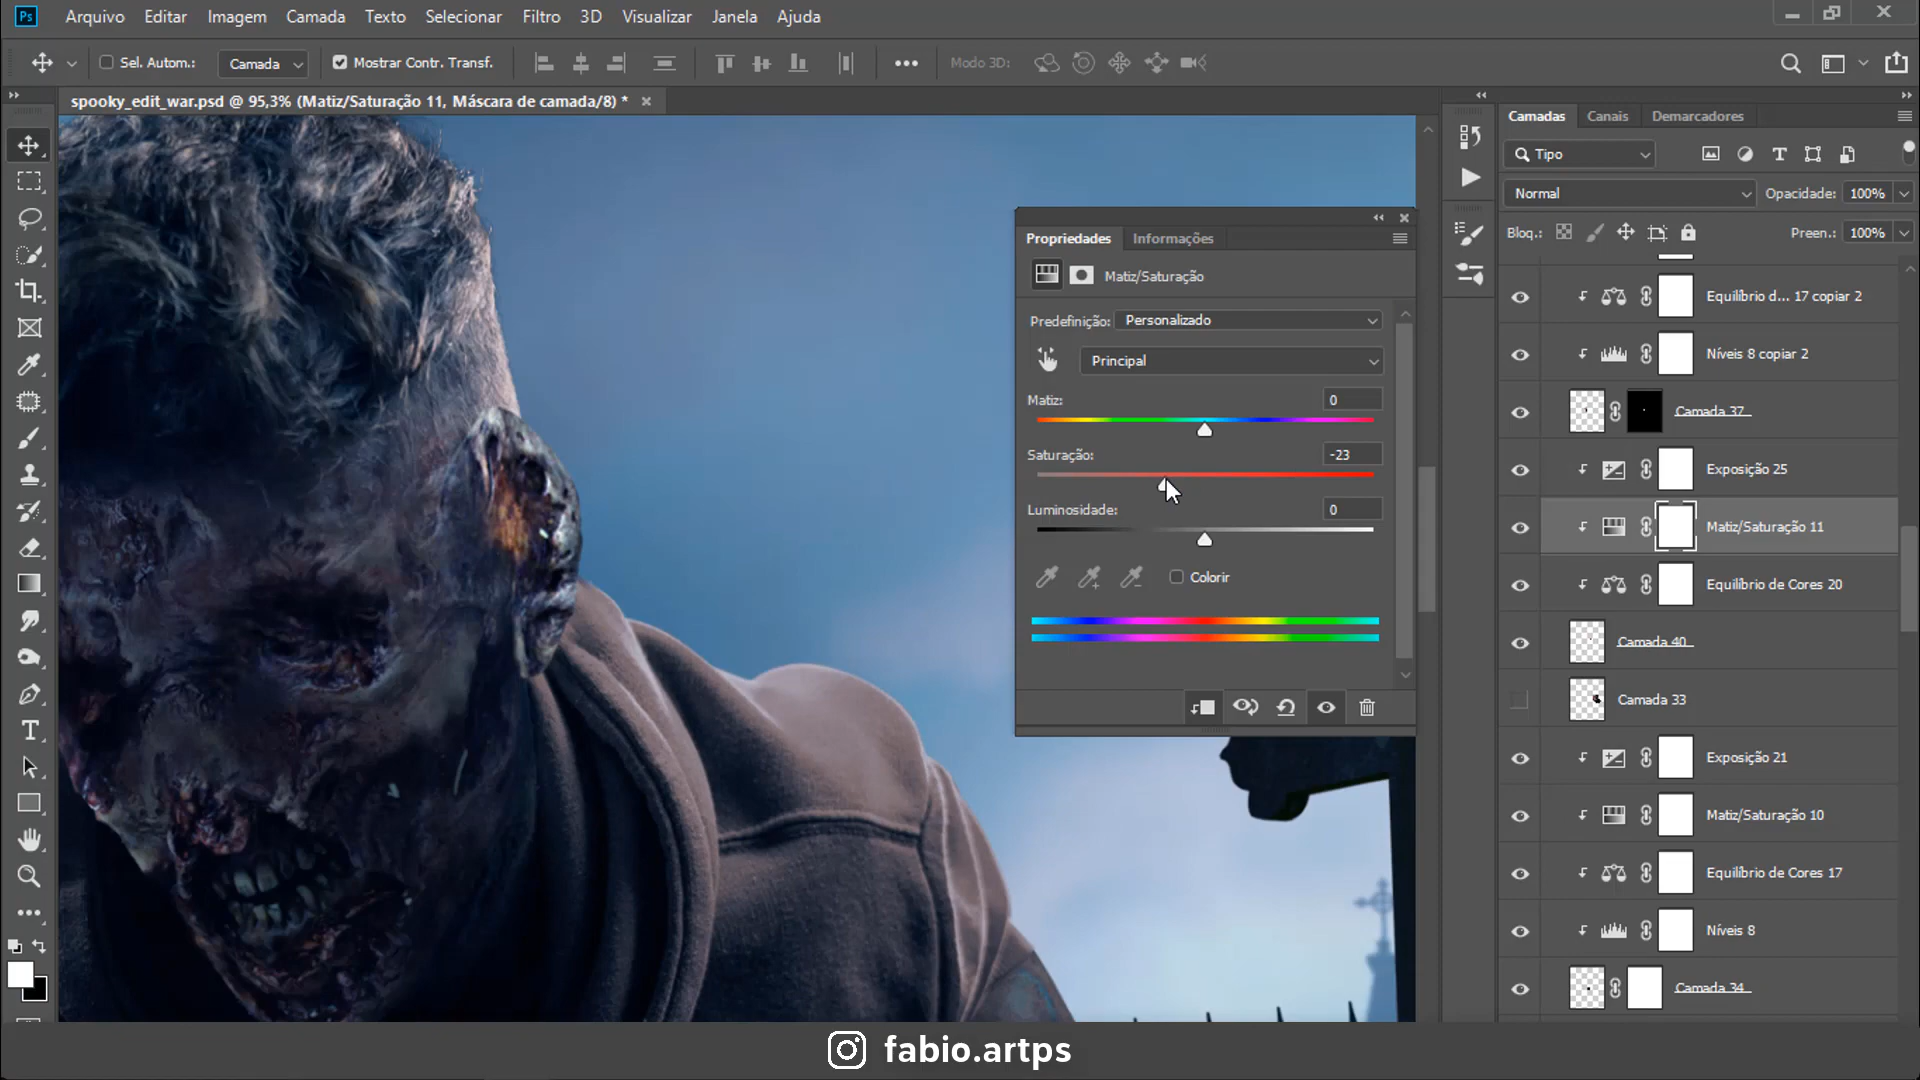 Ps Arquivo Editar Imagem Camada Texto Selecionar Filtro 3D Visualizar Janela Ajuda
Sel. Autom.: Camada Mostrar Contr. Transf. Modo 3D:
spooky_edit_war.psd @ 95,3% (Matiz/Saturação 11, Máscara de camada/8) *
Propriedades Informações
Matiz/Saturação
Predefinição: Personalizado
Principal
Matiz: 0
Saturação: -23
Luminosidade: 0
Colorir
Camadas Canais Demarcadores
Tipo
Normal Opacidade: 100%
Bloq.: Preen.: 100%
Equilíbrio d... 17 copiar 2
Níveis 8 copiar 2
Camada 37
Exposição 25
Matiz/Saturação 11
Equilíbrio de Cores 20
Camada 40
Camada 33
Exposição 21
Matiz/Saturação 10
Equilíbrio de Cores 17
Níveis 8
Camada 34
fabio.artps